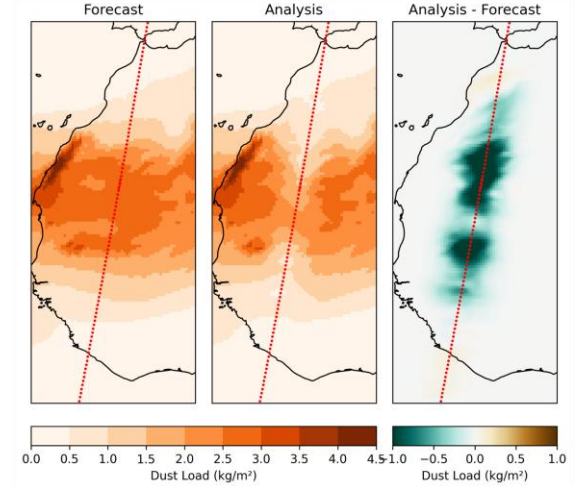 Forecast
Analysis
Analysis - Forecast
0.0 0.5 1.0 1.5 2.0 2.5 3.0 3.5 4.0 4.5
Dust Load (kg/m²)
−1.0 −0.5 0.0 0.5 1.0
Dust Load (kg/m²)